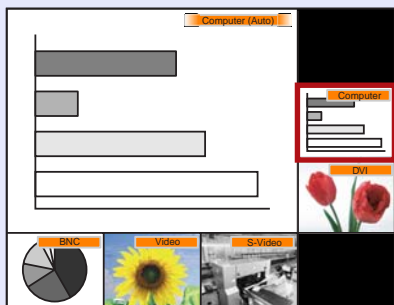 Computer (Auto)
Computer
DVI
BNC
Video
S-Video